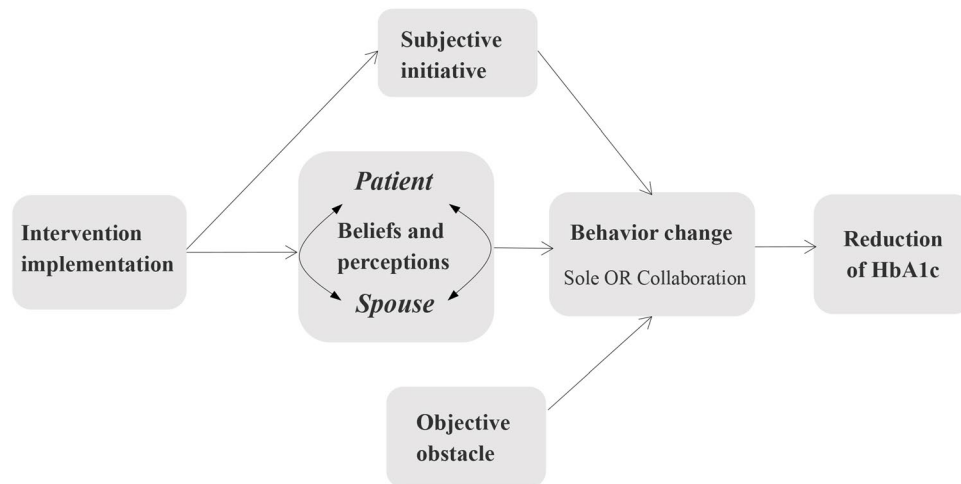 Subjective
initiative
Patient
Beliefs and
perceptions
Spouse
Intervention
implementation
Behavior change
Sole OR Collaboration
Reduction
of HbA1c
Objective
obstacle